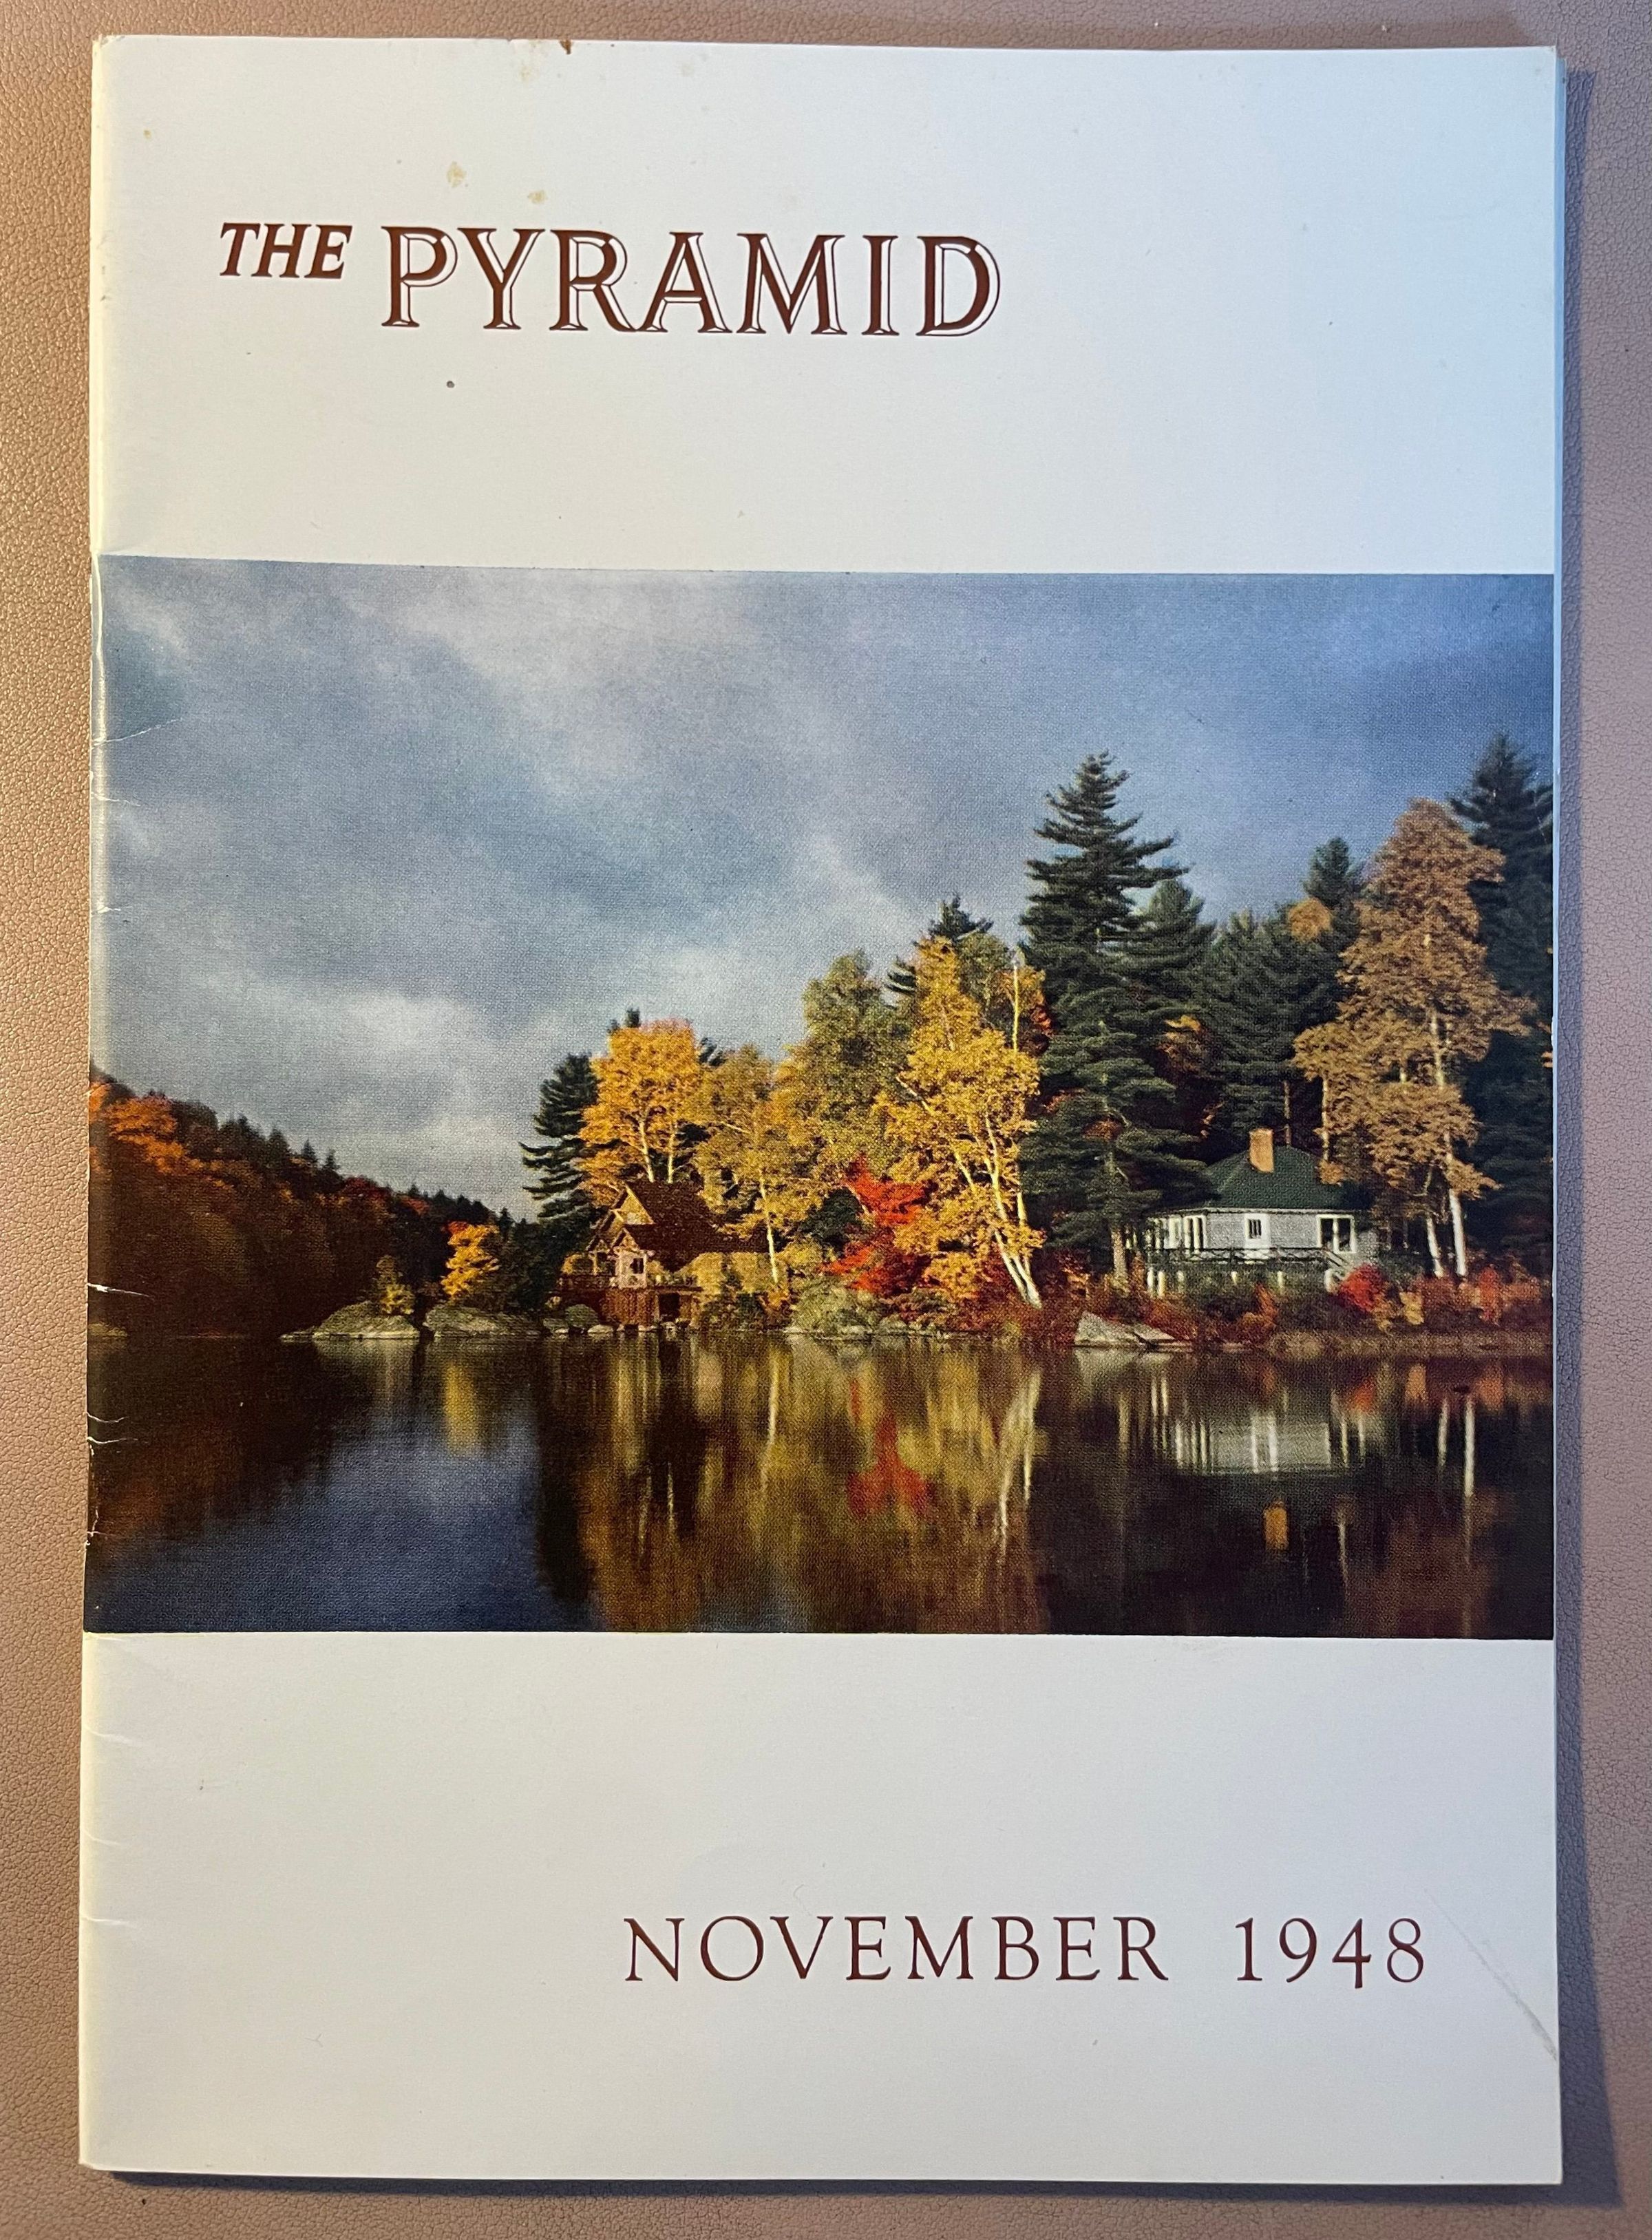 THE PYRAMID
NOVEMBER 1948